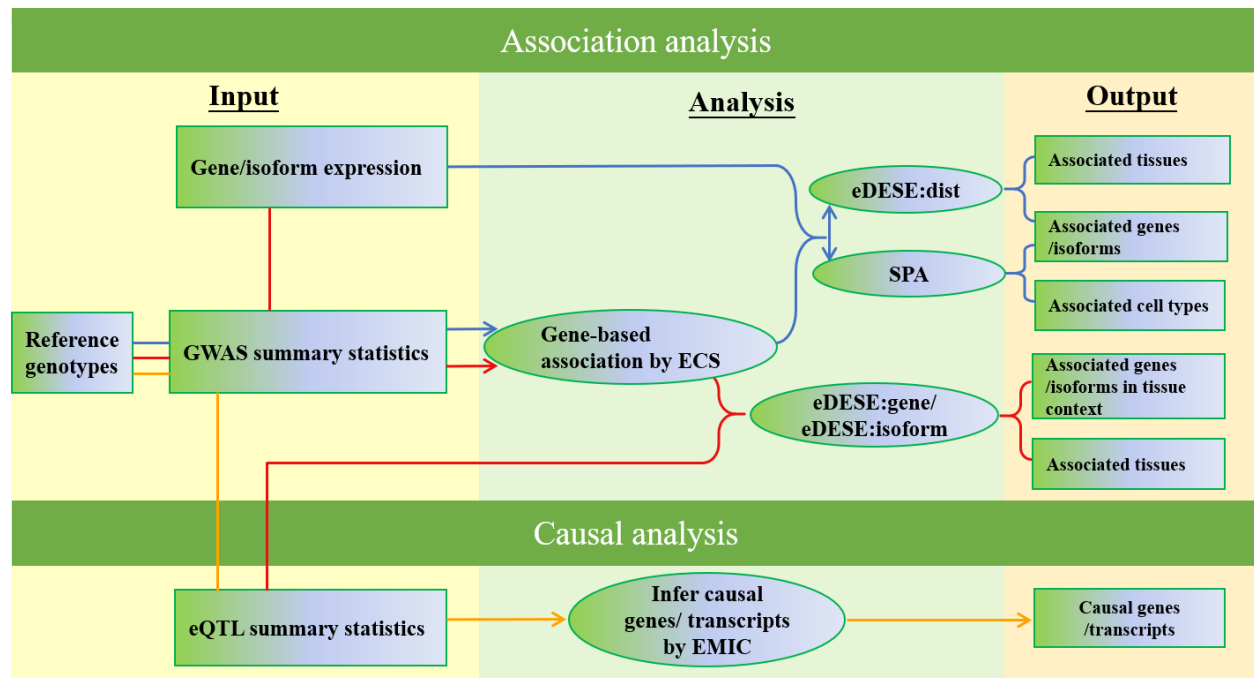 Association analysis
Input
Analysis
Output
Gene/isoform expression
eDESE:dist
SPA
Associated tissues
Associated genes
/isoforms
Associated cell types
Reference
genotypes
GWAS summary statistics
Gene-based
association by ECS
eDESE:gene/
eDESE:isoform
Associated genes
/isoforms in tissue
context
Associated tissues
Causal analysis
eQTL summary statistics
Infer causal
genes/ transcripts
by EMIC
Causal genes
/transcripts